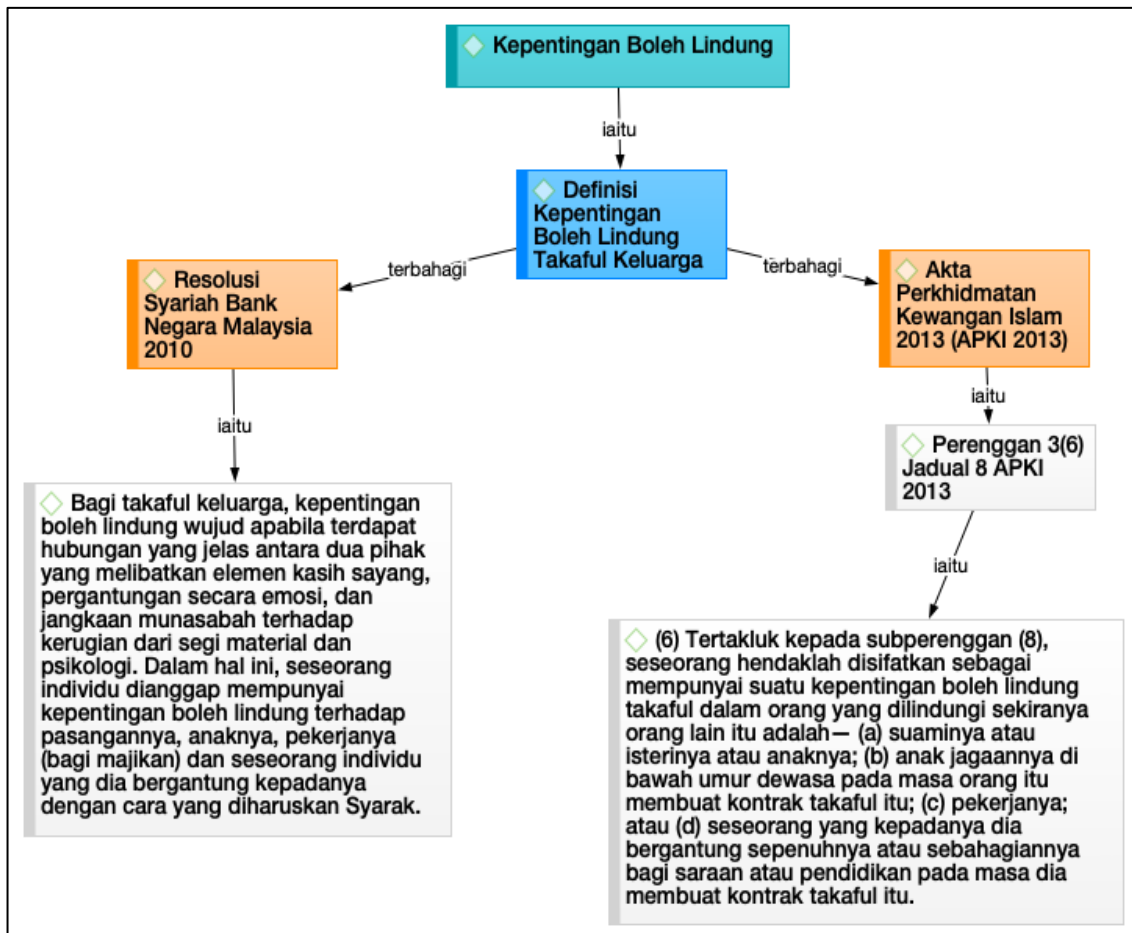 Kepentingan Boleh Lindung
iaitu
Definisi
Kepentingan
Boleh Lindung
Takaful Keluarga
terbahagi
terbahagi
Resolusi
Syariah Bank
Negara Malaysia
2010
Akta
Perkhidmatan
Kewangan Islam
2013 (APKI 2013)
iaitu
iaitu
Perenggan 3(6)
Jadual 8 APKI
2013
Bagi takaful keluarga, kepentingan
boleh lindung wujud apabila terdapat
hubungan yang jelas antara dua pihak
yang melibatkan elemen kasih sayang,
pergantungan secara emosi, dan
jangkaan munasabah terhadap
kerugian dari segi material dan
psikologi. Dalam hal ini, seseorang
individu dianggap mempunyai
kepentingan boleh lindung terhadap
pasangannya, anaknya, pekerjanya
(bagi majikan) dan seseorang individu
yang dia bergantung kepadanya
dengan cara yang diharuskan Syarak.
iaitu
(6) Tertakluk kepada subperenggan (8),
seseorang hendaklah disifatkan sebagai
mempunyai suatu kepentingan boleh lindung
takaful dalam orang yang dilindungi sekiranya
orang lain itu adalah— (a) suaminya atau
isterinya atau anaknya; (b) anak jagaannya di
bawah umur dewasa pada masa orang itu
membuat kontrak takaful itu; (c) pekerjanya;
atau (d) seseorang yang kepadanya dia
bergantung sepenuhnya atau sebahagiannya
bagi saraan atau pendidikan pada masa dia
membuat kontrak takaful itu.